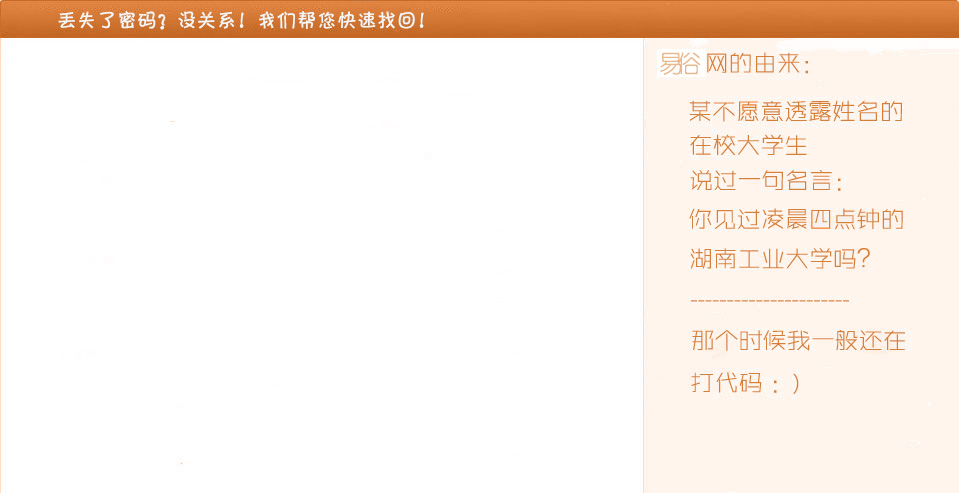 丢失了密码？没关系！我们帮您快速找回！
易俗网的由来：
某不愿意透露姓名的
在校大学生
说过一句名言：
你见过凌晨四点钟的
湖南工业大学吗？
----------------------
那个时候我一般还在
打代码：）